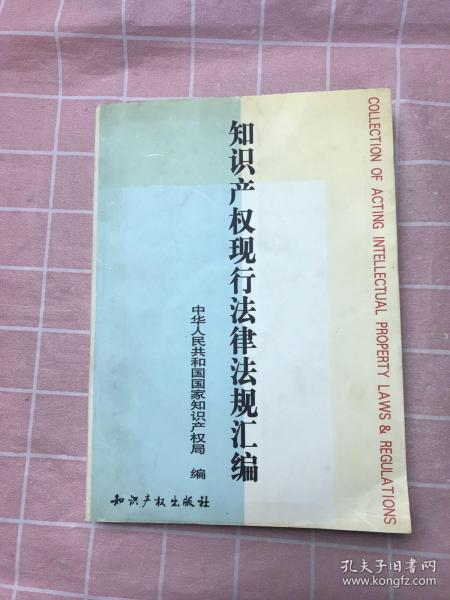 COLLECTION OF ACTING INTELLECTUAL PROPERTY LAWS & REGULATIONS
知识产权现行法律法规汇编
中华人民共和国国家知识产权局 编
知识产权出版社
孔夫子旧书网
www.kongfz.com